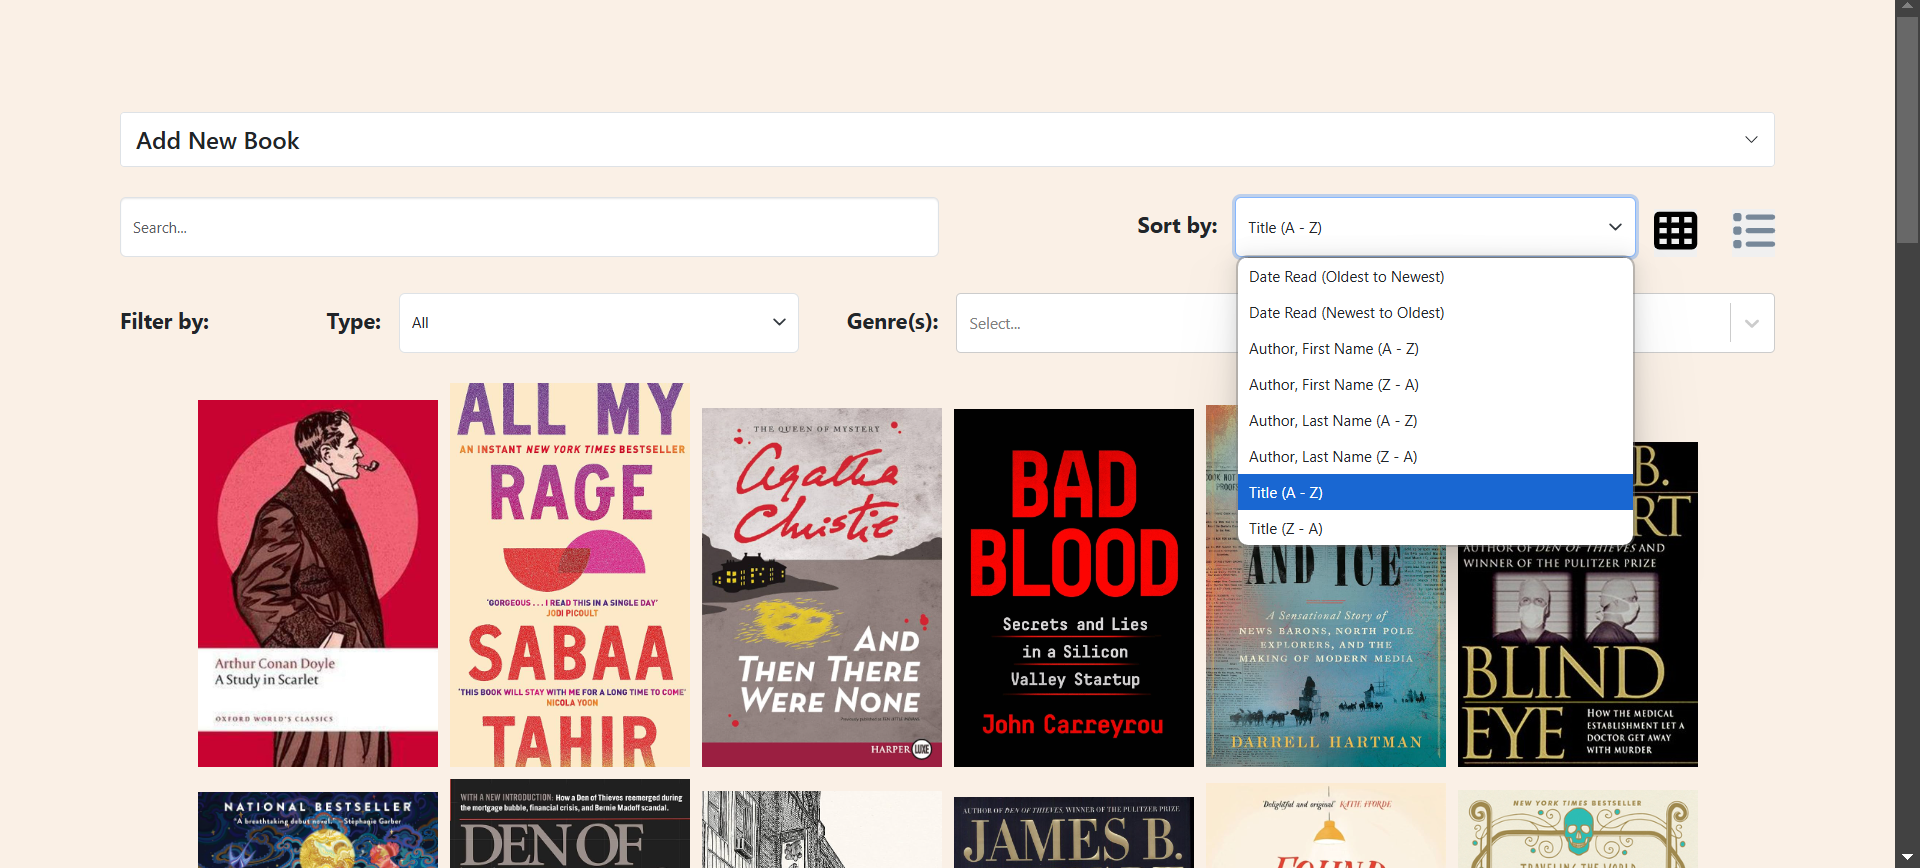 Add New Book
Search...
Sort by:
Title (A - Z)
Date Read (Oldest to Newest)
Date Read (Newest to Oldest)
Author, First Name (A - Z)
Author, First Name (Z - A)
Author, Last Name (A - Z)
Author, Last Name (Z - A)
Title (A - Z)
Title (Z - A)
Filter by:
Type:
All
Genre(s):
Select...
Arthur Conan Doyle
A Study in Scarlet
OXFORD WORLD'S CLASSICS
ALL MY
AN INSTANT NEW YORK TIMES BESTSELLER
RAGE
'GORGEOUS . . . I READ THIS IN A SINGLE DAY'
JODI PICOULT
SABAA
'THIS BOOK WILL STAY WITH ME FOR A LONG TIME TO COME'
NICOLA YOON
TAHIR
THE QUEEN OF MYSTERY
Agatha
Christie
AND
THEN THERE
WERE NONE
HARPER LUXE
BAD
BLOOD
Secrets and Lies
in a Silicon
Valley Startup
John Carreyrou
AND ICE
A Sensational Story of
NEWS BARONS, NORTH POLE
EXPLORERS, AND THE
MAKING OF MODERN MEDIA
DARRELL HARTMAN
B.
RT
AUTHOR OF DEN OF THIEVES AND
WINNER OF THE PULITZER PRIZE
BLIND
EYE
HOW THE MEDICAL
ESTABLISHMENT LET A
DOCTOR GET AWAY
WITH MURDER
NATIONAL BESTSELLER
"A breathtaking debut novel." —Stephanie Garber
WITH A NEW INTRODUCTION: How a Den of Thieves reemerged during
the mortgage bubble, financial crisis, and Bernie Madoff scandal.
DEN OF
AUTHOR OF DEN OF THIEVES, WINNER OF THE PULITZER PRIZE
JAMES B.
Delightful and original KATIE FFORDE
FOUND
NEW YORK TIMES BESTSELLER
TRAVELING THE WORLD